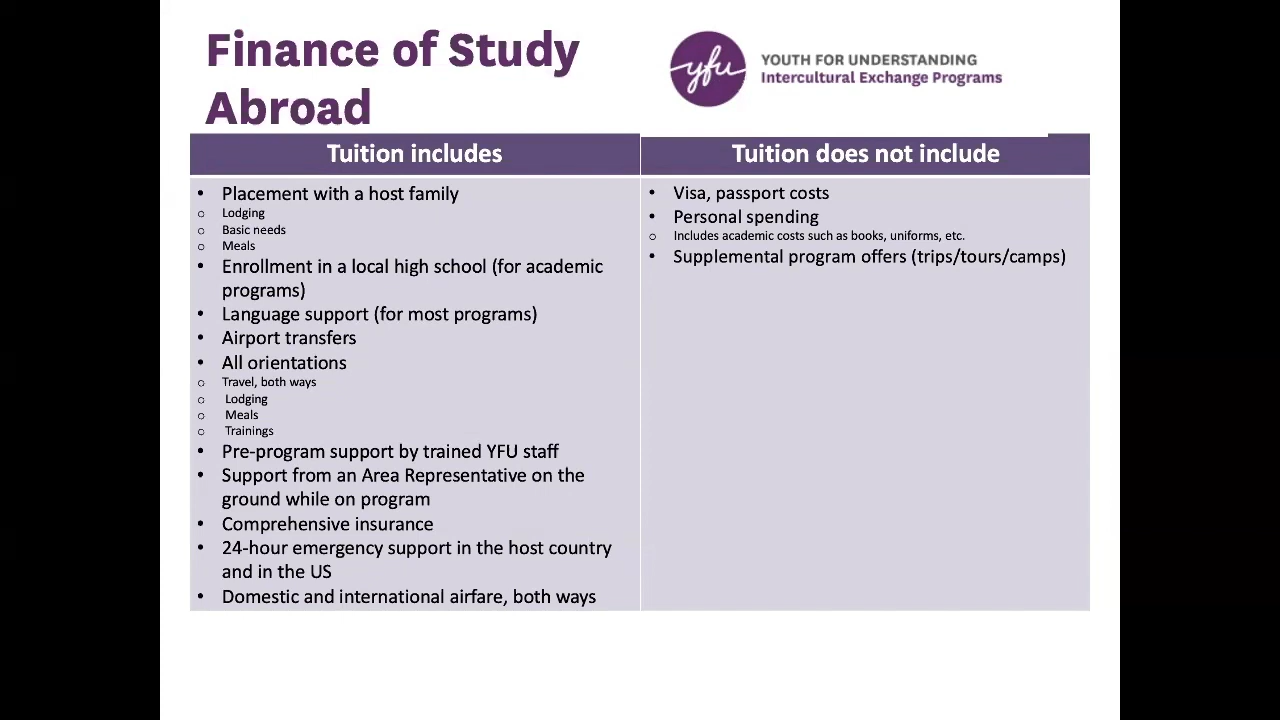 Finance of Study
Abroad
yfu
YOUTH FOR UNDERSTANDING
Intercultural Exchange Programs
Tuition includes
• Placement with a host family
o Lodging
o Basic needs
o Meals
• Enrollment in a local high school (for academic
programs)
• Language support (for most programs)
• Airport transfers
• All orientations
o Travel, both ways
o Lodging
o Meals
o Trainings
• Pre-program support by trained YFU staff
• Support from an Area Representative on the
ground while on program
• Comprehensive insurance
• 24-hour emergency support in the host country
and in the US
• Domestic and international airfare, both ways
Tuition does not include
• Visa, passport costs
• Personal spending
o Includes academic costs such as books, uniforms, etc.
• Supplemental program offers (trips/tours/camps)